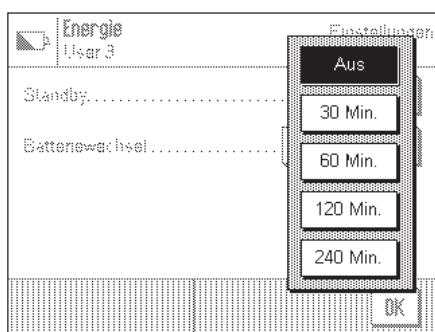 Energie
User 3
Einstellungen
Standby
Batteriewechsel
Aus
30 Min.
60 Min.
120 Min.
240 Min.
OK